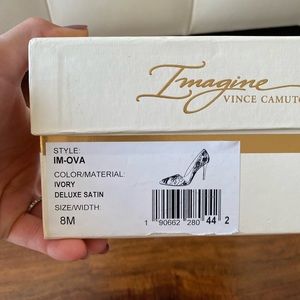 Imagine
VINCE CAMUTO
STYLE:
IM-OVA
COLOR/MATERIAL:
IVORY
DELUXE SATIN
SIZE/WIDTH:
8M
1 90662 280 44 2